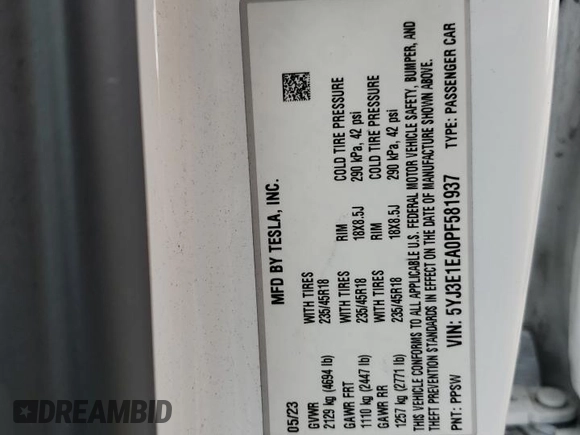 MFD BY TESLA, INC.
05/23
GVWR WITH TIRES RIM COLD TIRE PRESSURE
2129 kg (4694 lb) 235/45R18 18X8.5J 290 kPa, 42 psi
GAWR FRT WITH TIRES RIM COLD TIRE PRESSURE
1110 kg (2447 lb) 235/45R18 18X8.5J 290 kPa, 42 psi
GAWR RR WITH TIRES
1257 kg (2771 lb) 235/45R18
THIS VEHICLE CONFORMS TO ALL APPLICABLE U.S. FEDERAL MOTOR VEHICLE SAFETY, BUMPER, AND
THEFT PREVENTION STANDARDS IN EFFECT ON THE DATE OF MANUFACTURE SHOWN ABOVE.
PNT: PPSW VIN: 5YJ3E1EA0PF581937 TYPE: PASSENGER CAR
DREAMBID